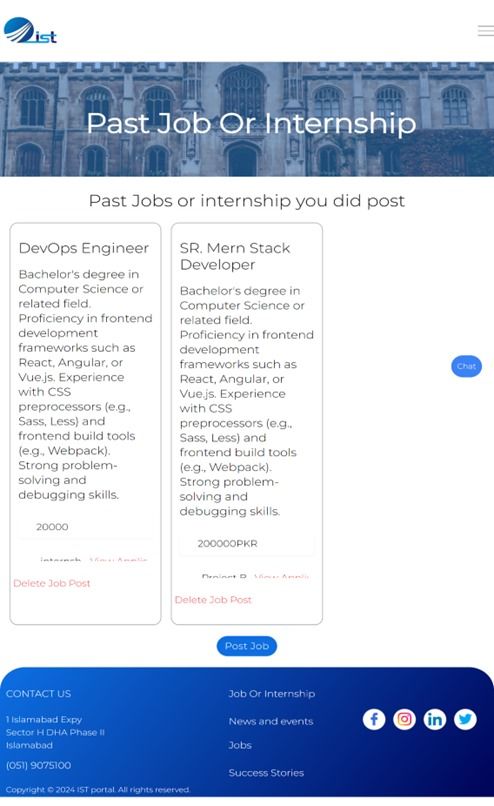 ist
Past Job Or Internship
Past Jobs or internship you did post
DevOps Engineer
Bachelor's degree in
Computer Science or
related field.
Proficiency in frontend
development
frameworks such as
React, Angular, or
Vue.js. Experience
with CSS
preprocessors (e.g.,
Sass, Less) and
frontend build tools
(e.g., Webpack).
Strong problem-
solving and
debugging skills.
20000
internsh View Applic
Delete Job Post
SR. Mern Stack
Developer
Bachelor's degree in
Computer Science or
related field.
Proficiency in frontend
development
frameworks such as
React, Angular, or
Vue.js. Experience
with CSS
preprocessors (e.g.,
Sass, Less) and
frontend build tools
(e.g., Webpack).
Strong problem-
solving and
debugging skills.
200000PKR
Project B View Applic
Delete Job Post
Chat
Post Job
CONTACT US
1 Islamabad Expy
Sector H DHA Phase II
Islamabad
(051) 9075100
Copyright © 2024 IST portal. All rights reserved.
Job Or Internship
News and events
Jobs
Success Stories